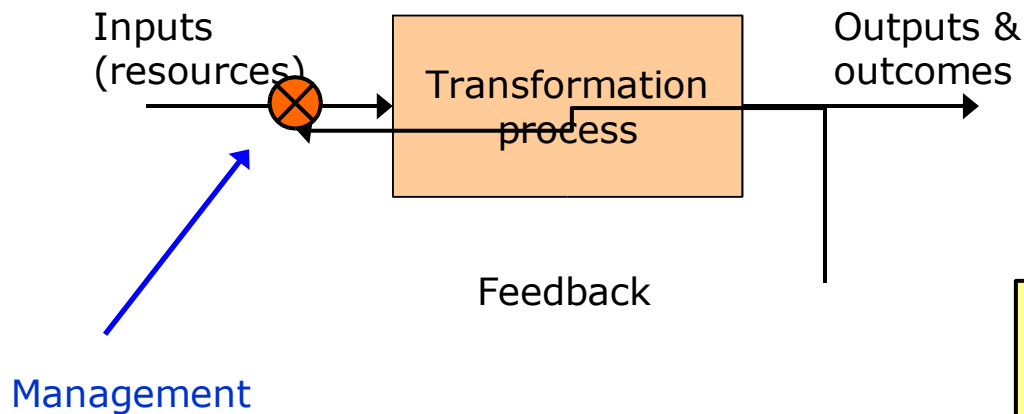 Inputs
(resources)
Transformation
process
Outputs &
outcomes
Feedback
Management